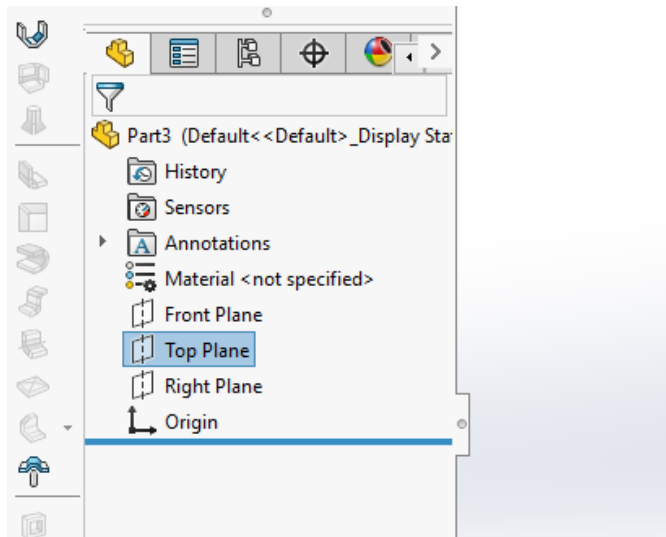 Part3 (Default<<Default>_Display Sta
History
Sensors
A Annotations
Material <not specified>
Front Plane
Top Plane
Right Plane
Origin